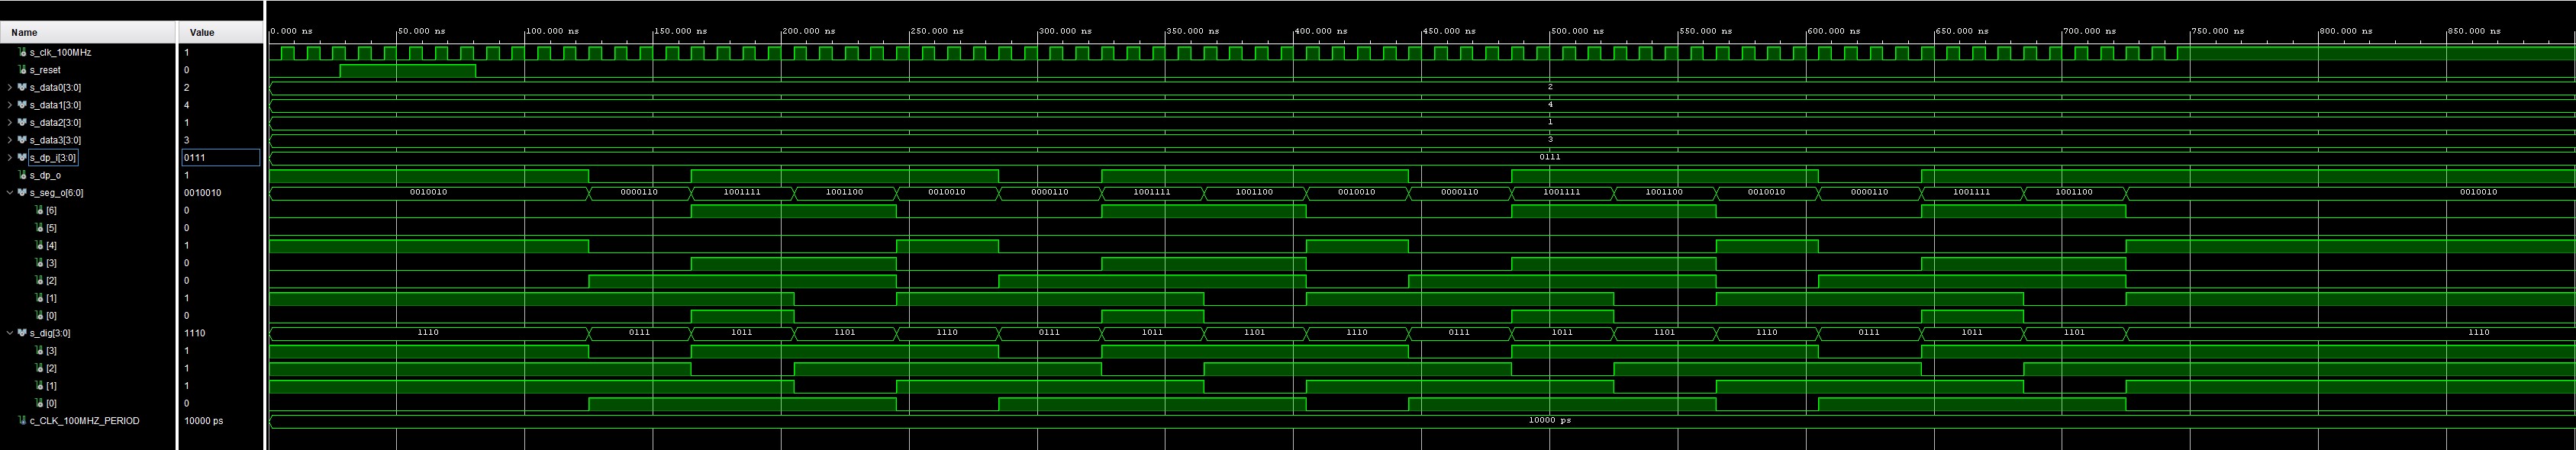 Name Value 0.000 ns 50.000 ns 100.000 ns 150.000 ns 200.000 ns 250.000 ns 300.000 ns 350.000 ns 400.000 ns 450.000 ns 500.000 ns 550.000 ns 600.000 ns 650.000 ns 700.000 ns 750.000 ns 800.000 ns 850.000 ns
s_clk_100MHz 1
s_reset 0
s_data0[3:0] 2 2
s_data1[3:0] 4 4
s_data2[3:0] 1 1
s_data3[3:0] 3 3
s_dp_i[3:0] 0111 0111
s_dp_o 1
s_seg_o[6:0] 0010010 0010010 0000110 1001111 1001100 0010010 0000110 1001111 1001100 0010010 0000110 1001111 1001100 0010010 0000110 1001111 1001100 0010010
[6] 0
[5] 0
[4] 1
[3] 0
[2] 0
[1] 1
[0] 0
s_dig[3:0] 1110 1110 0111 1011 1101 1110 0111 1011 1101 1110 0111 1011 1101 1110 0111 1011 1101 1110
[3] 1
[2] 1
[1] 1
[0] 0
c_CLK_100MHZ_PERIOD 10000 ps 10000 ps